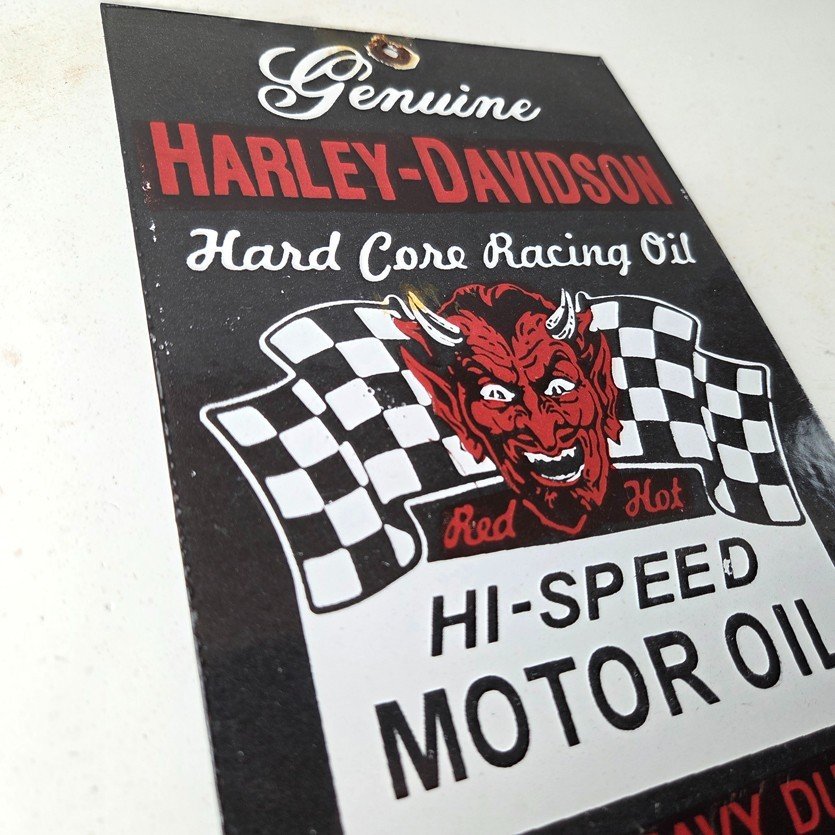 Genuine
HARLEY-DAVIDSON
Hard Core Racing Oil
Red Hot
HI-SPEED
MOTOR OIL